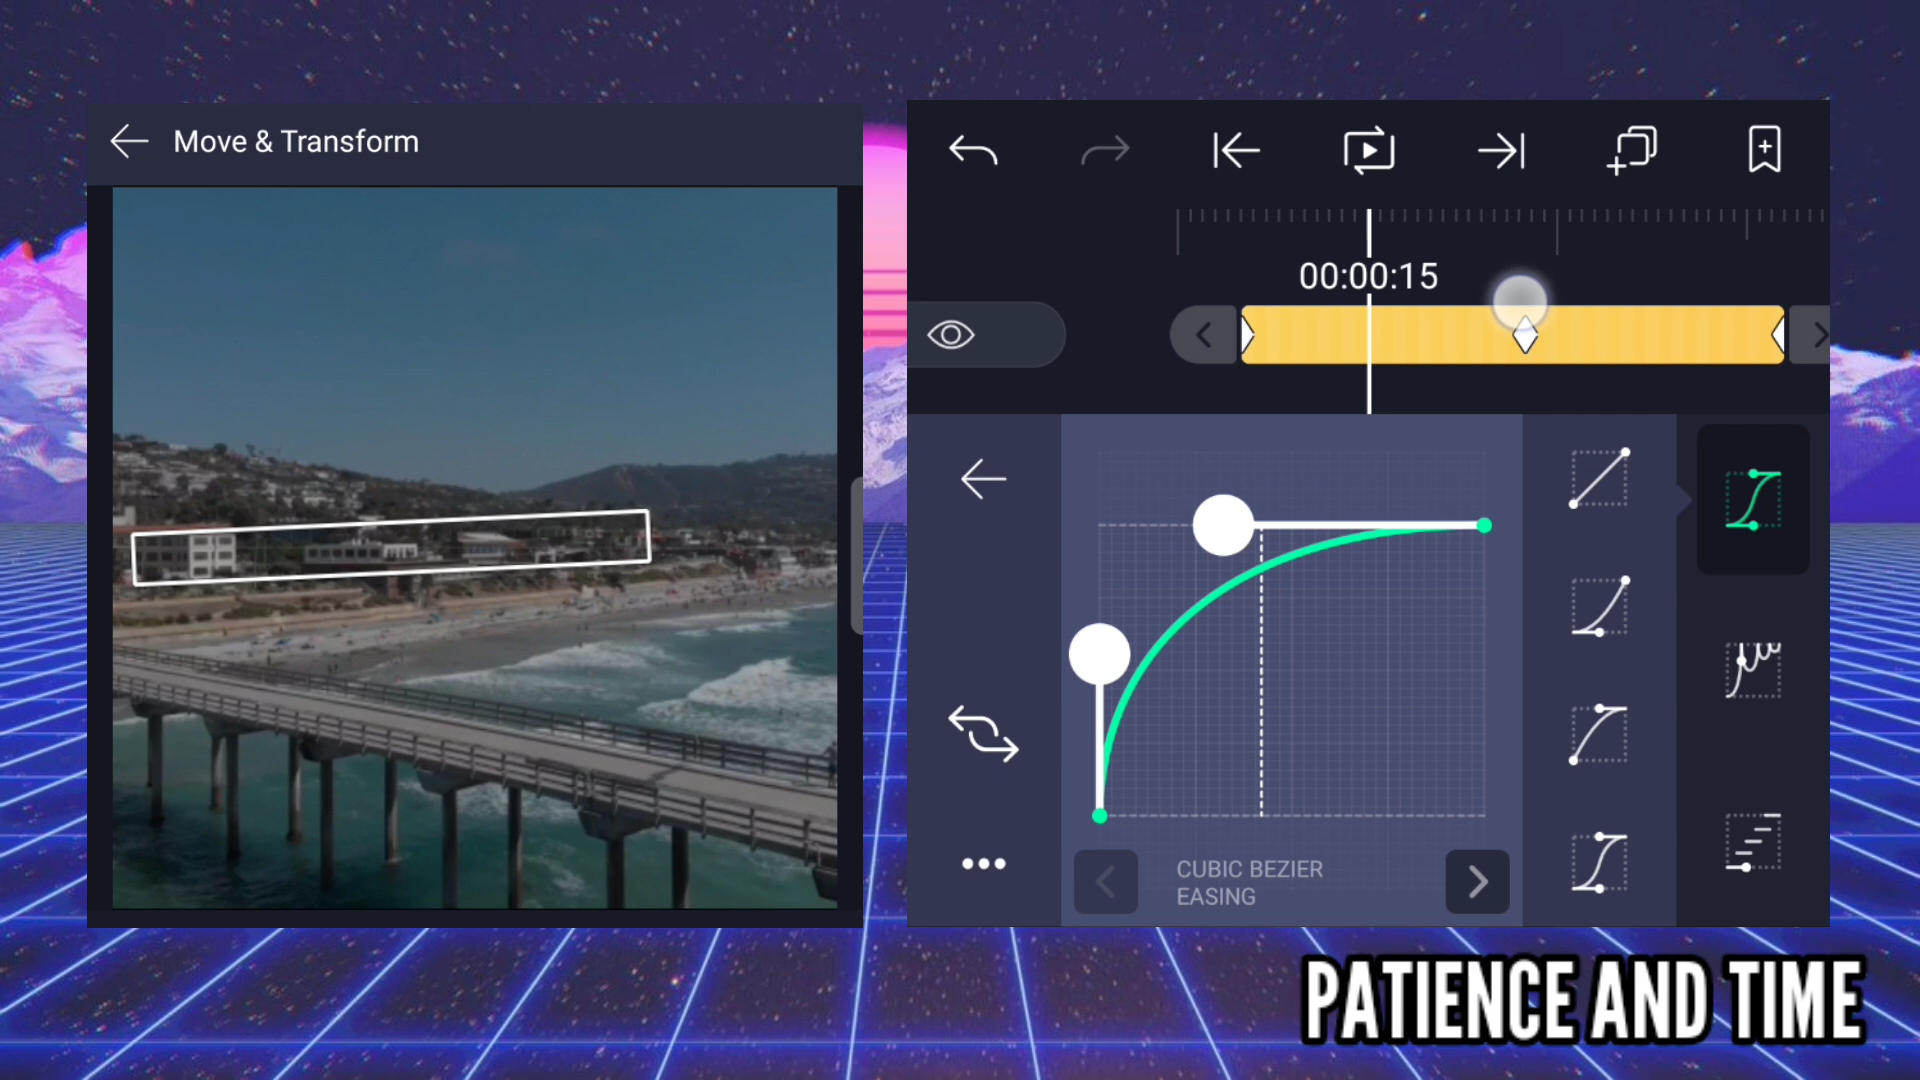 Move & Transform
00:00:15
CUBIC BEZIER
EASING
PATIENCE AND TIME